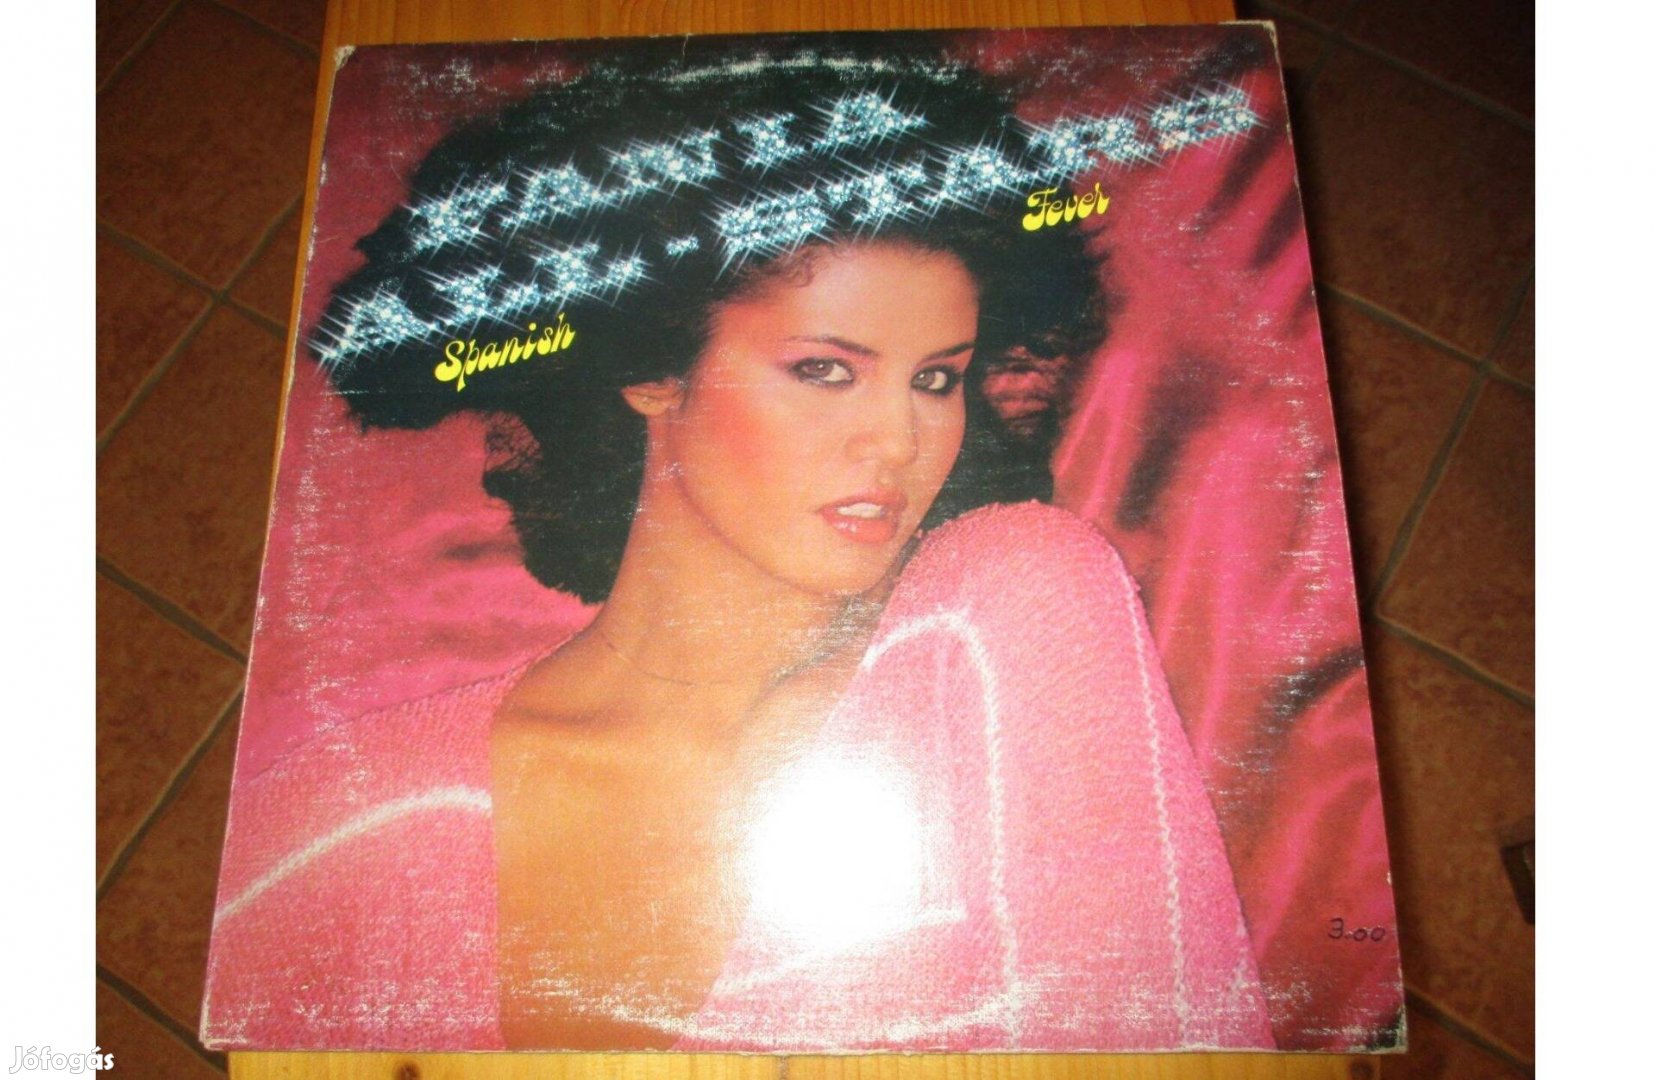 FANIA
ALL-STARS
Spanish Fever
3.00
Jófogás